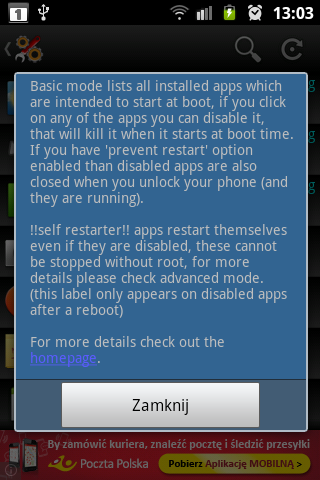 1
13:03
Basic mode lists all installed apps which
are intended to start at boot, if you click
on any of the apps you can disable it,
that will kill it when it starts at boot time.
If you have 'prevent restart' option
enabled than disabled apps are also
closed when you unlock your phone (and
they are running).
!!self restarter!! apps restart themselves
even if they are disabled, these cannot
be stopped without root, for more
details please check advanced mode.
(this label only appears on disabled apps
after a reboot)
For more details check out the
homepage.
Zamknij
By zamówić kuriera, znaleźć pocztę i śledzić przesyłki
Poczta Polska
Pobierz Aplikację MOBILNĄ >